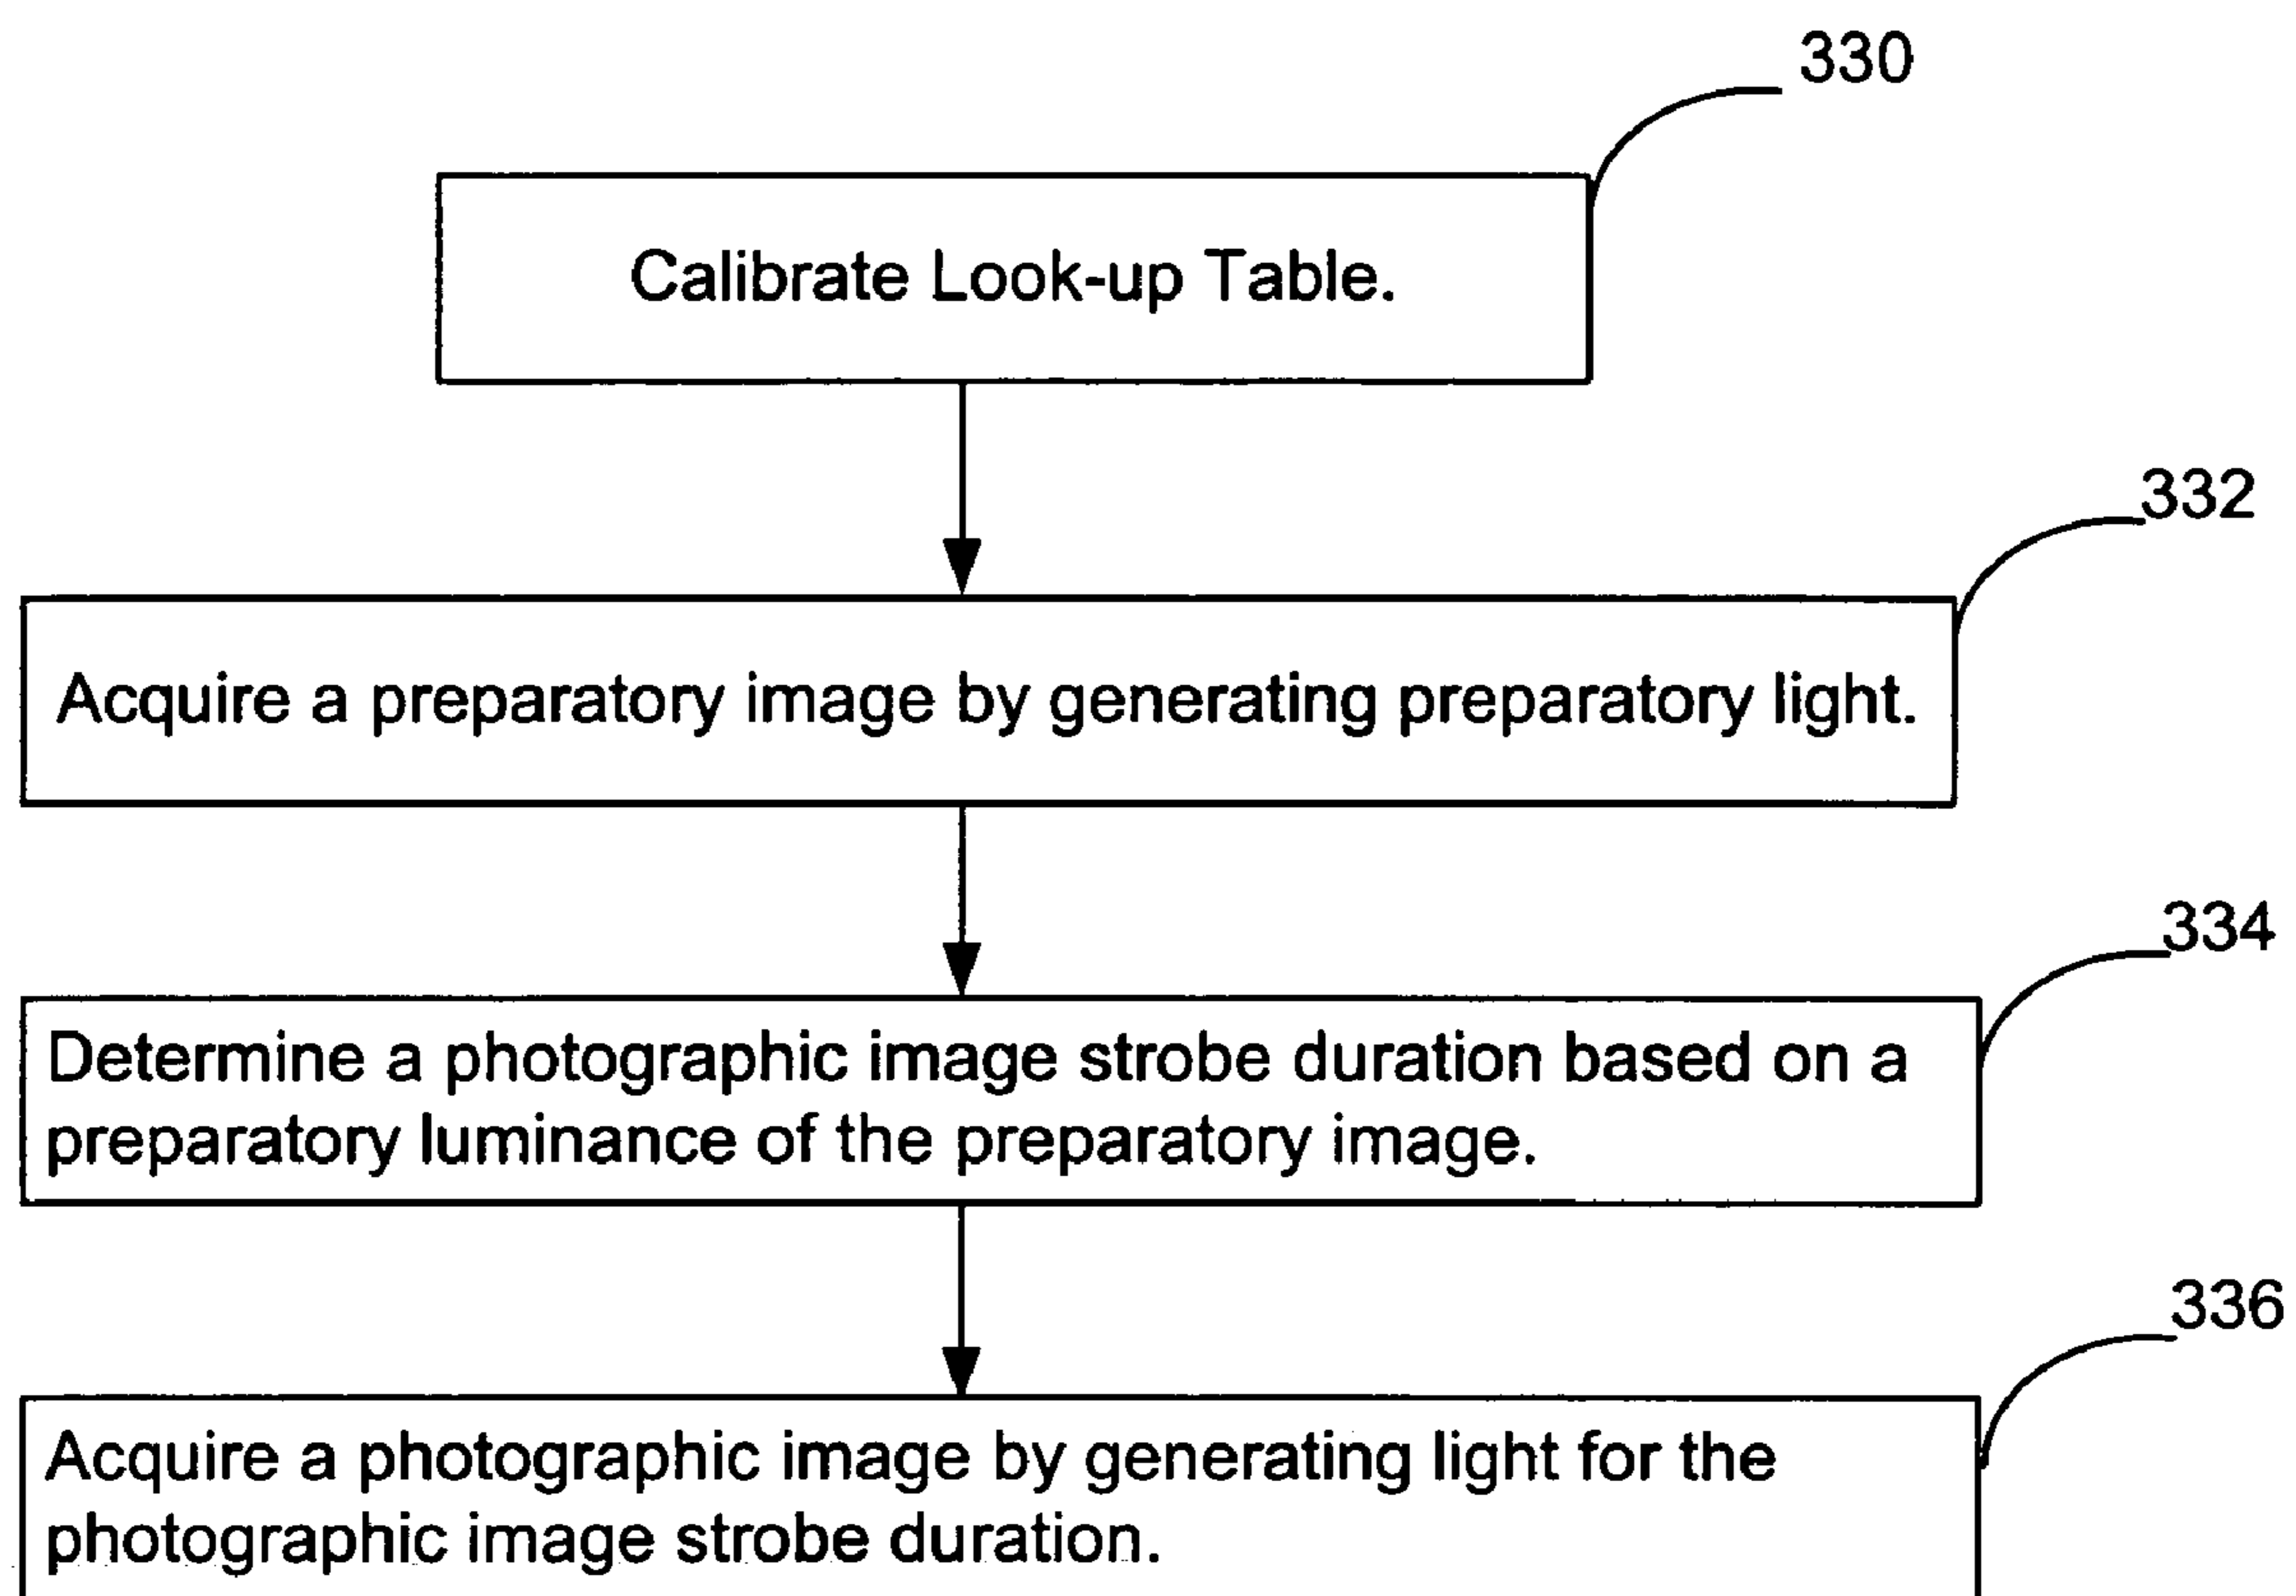 330
Calibrate Look-up Table.
332
Acquire a preparatory image by generating preparatory light.
334
Determine a photographic image strobe duration based on a
preparatory luminance of the preparatory image.
336
Acquire a photographic image by generating light for the
photographic image strobe duration.